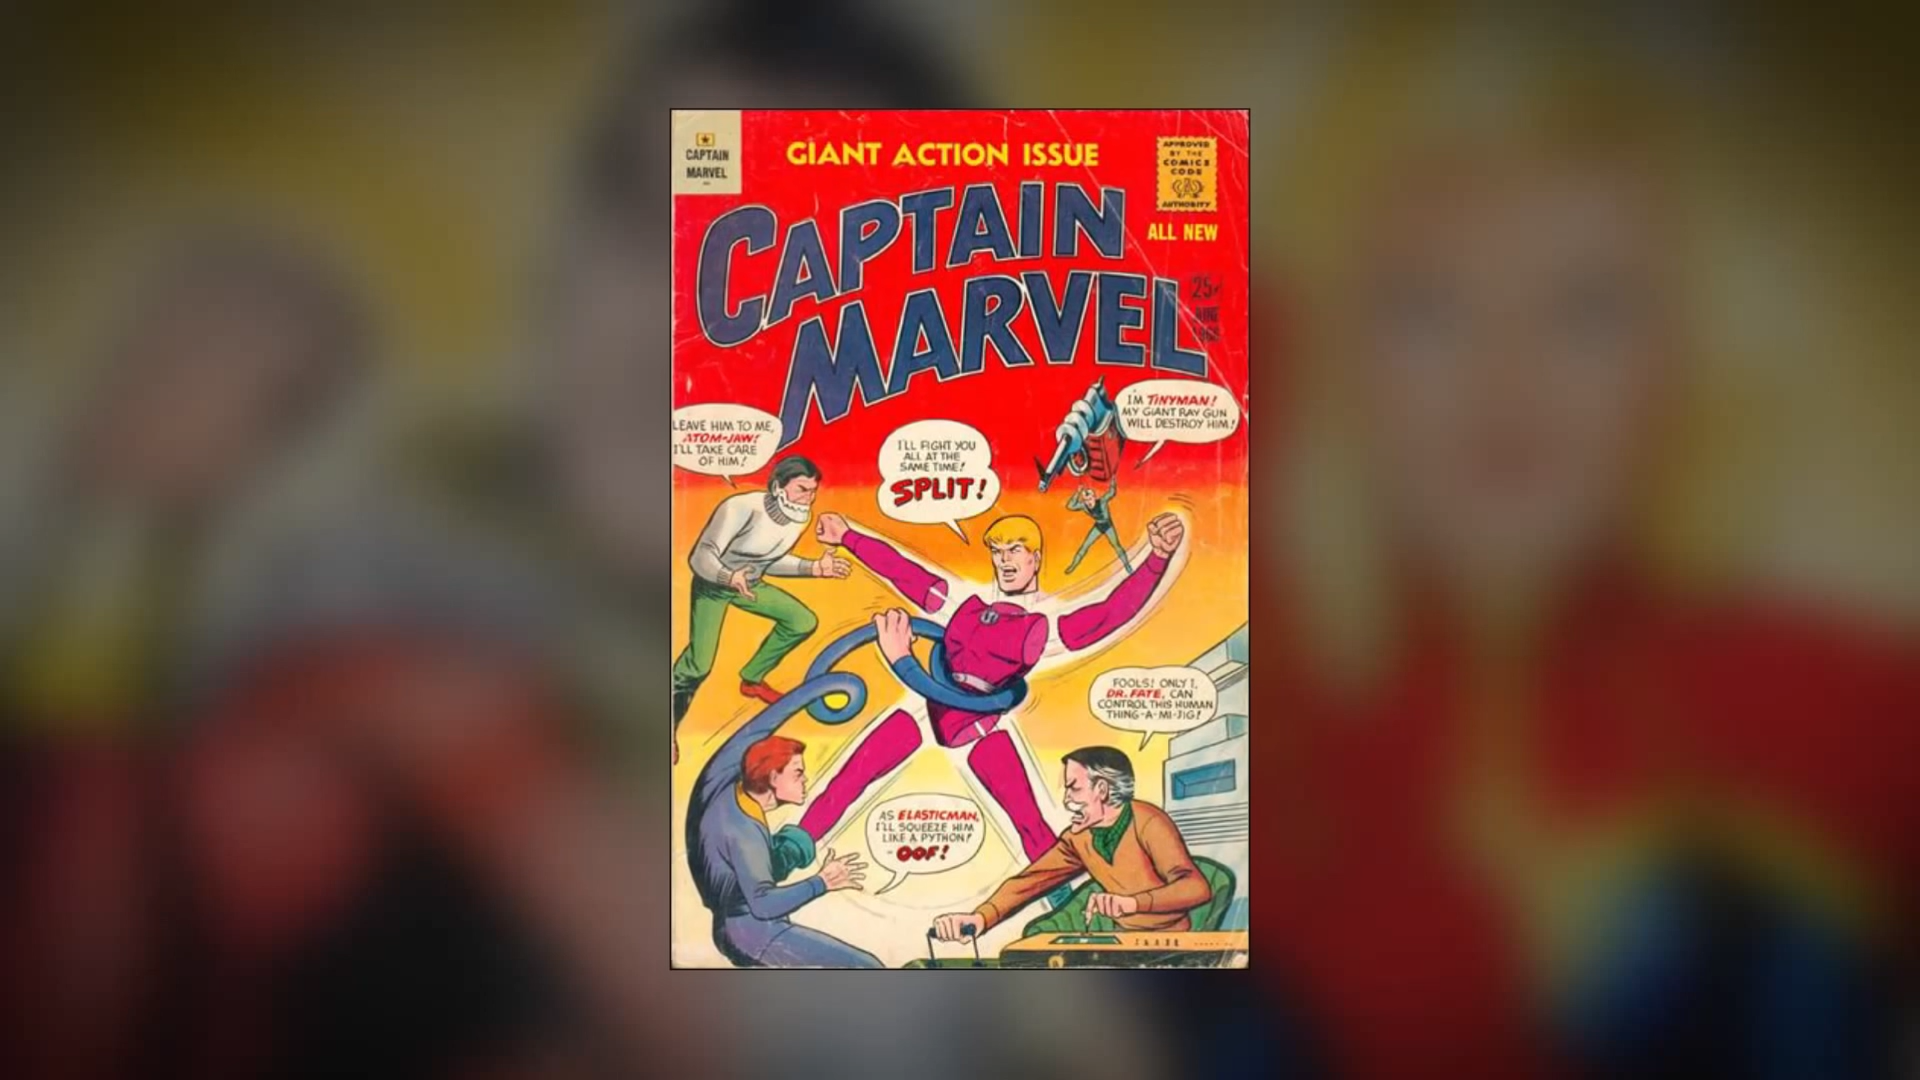 CAPTAIN
MARVEL
GIANT ACTION ISSUE
APPROVED
BY THE
COMICS
CODE
AUTHORITY
CAPTAIN
MARVEL
ALL NEW
25¢
AUG
I'M TINYMAN!
MY GIANT RAY GUN
WILL DESTROY HIM!
LEAVE HIM TO ME,
ATOM-JAW!
I'LL TAKE CARE
OF HIM!
I'LL FIGHT YOU
ALL AT THE
SAME TIME!
SPLIT!
FOOLS! ONLY I,
DR. FATE, CAN
CONTROL THIS HUMAN
THING-A-MI-JIG!
AS ELASTICMAN,
I'LL SQUEEZE HIM
LIKE A PYTHON!
-OOF!